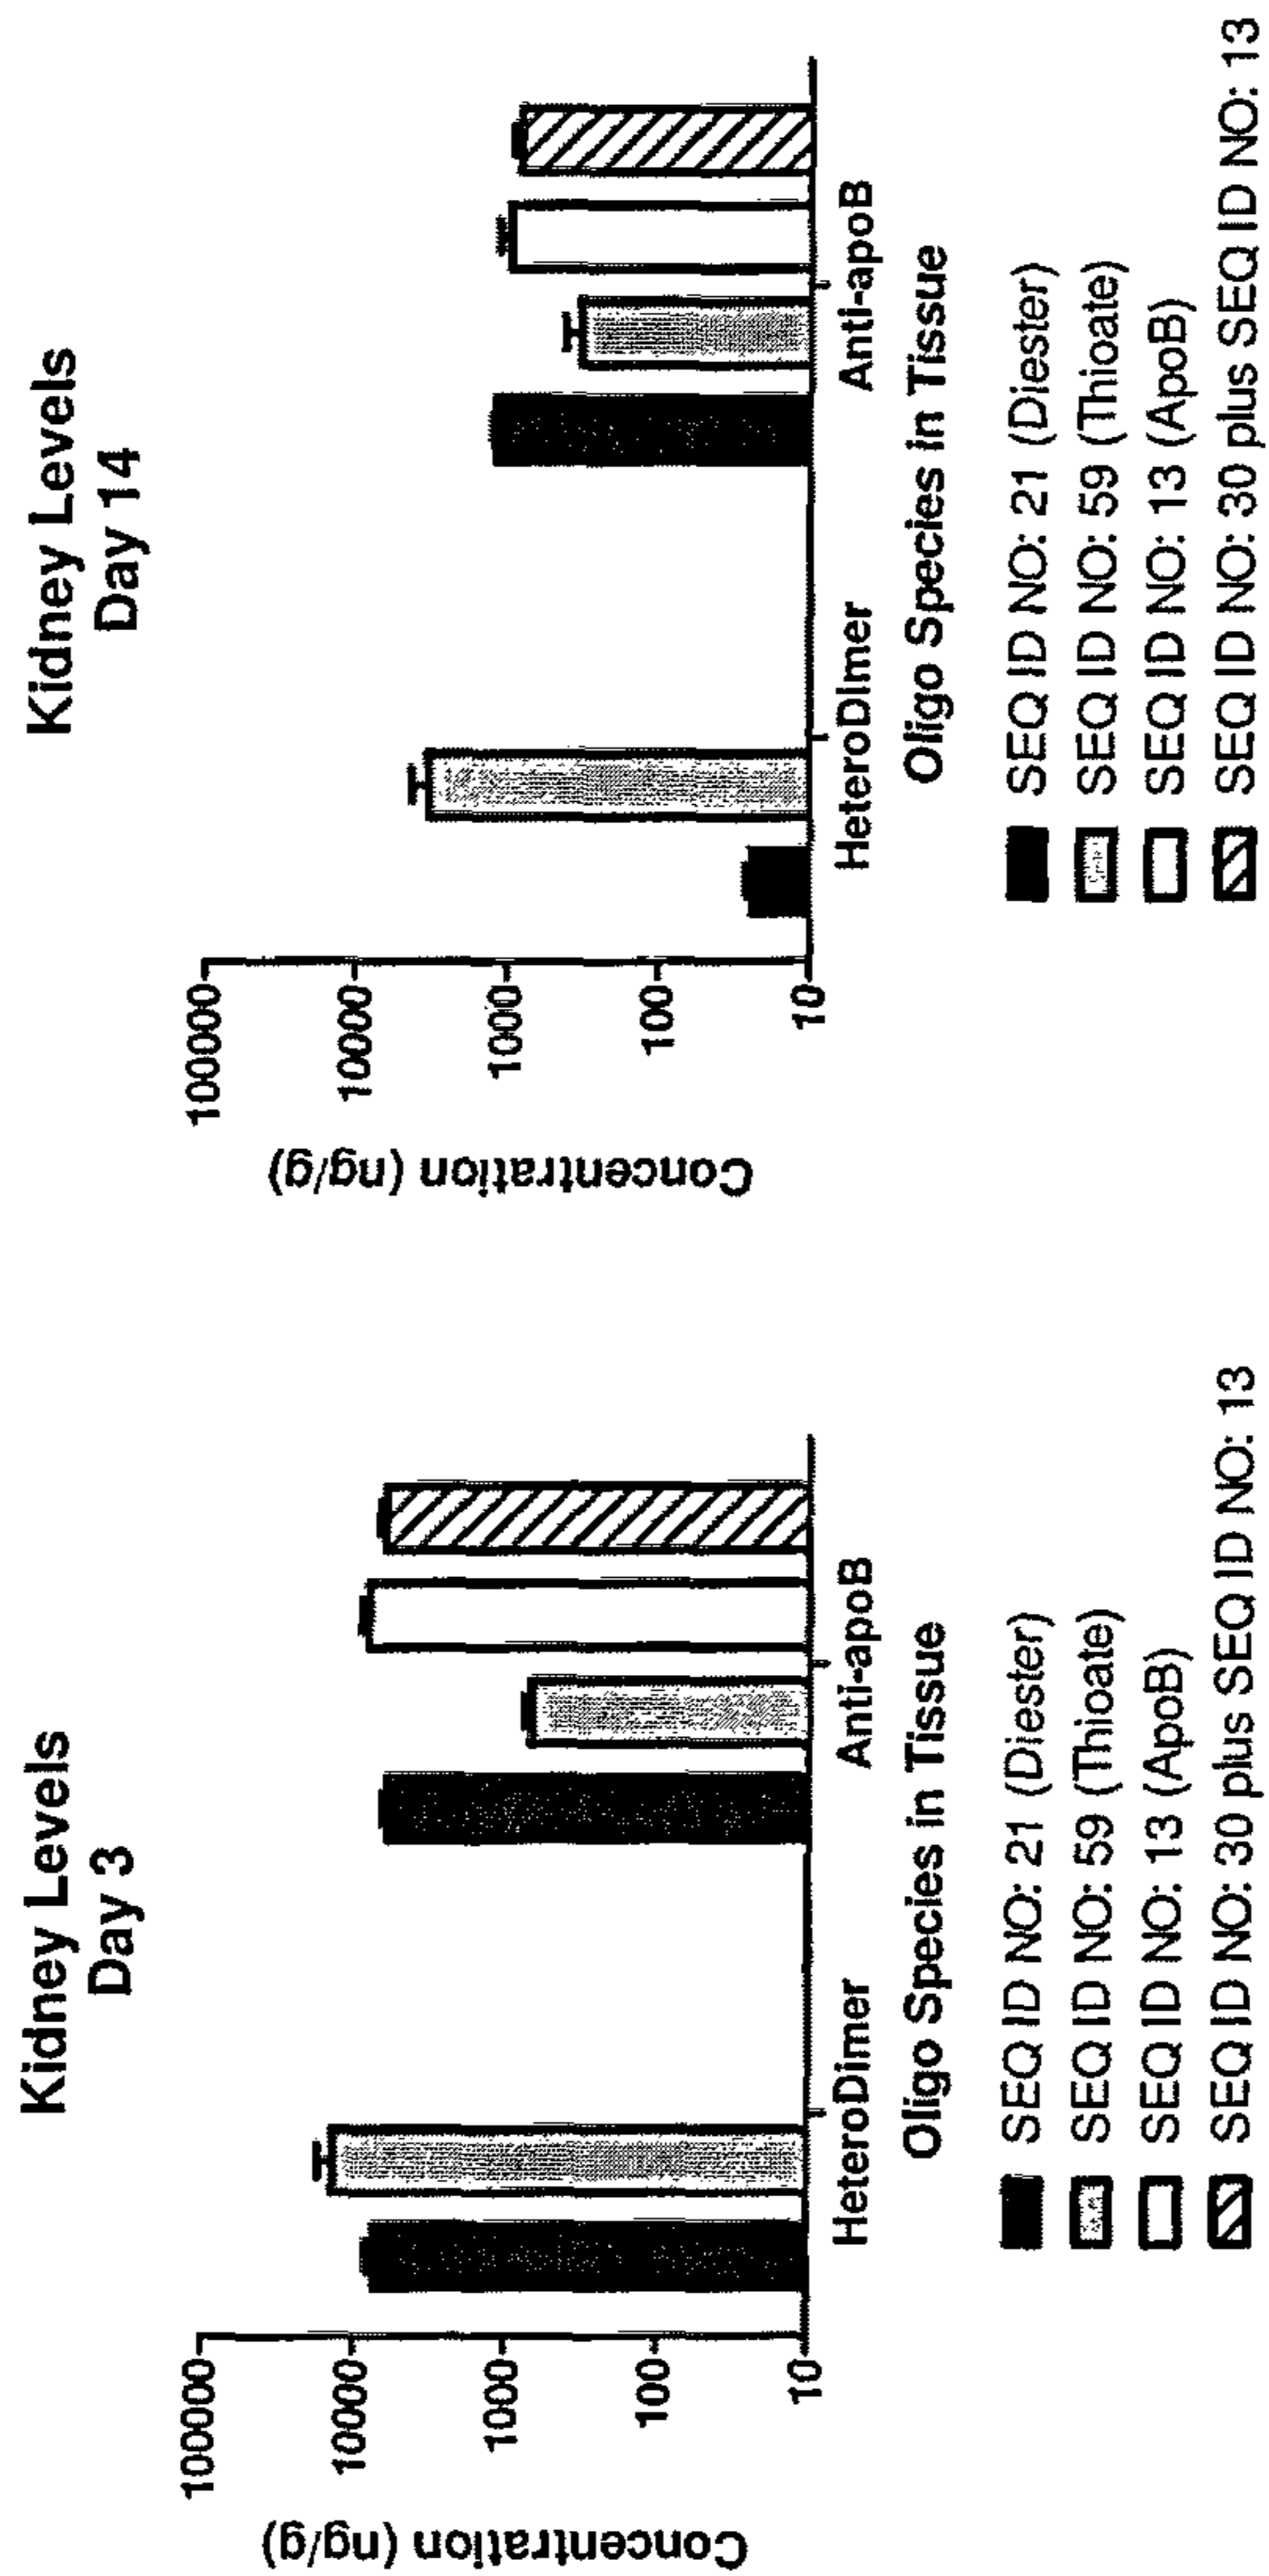 Kidney Levels
Day 3
Concentration (ng/g)
100000
10000
1000
100
10
HeteroDimer
Anti-apoB
Oligo Species in Tissue
SEQ ID NO: 21 (Diester)
SEQ ID NO: 59 (Thioate)
SEQ ID NO: 13 (ApoB)
SEQ ID NO: 30 plus SEQ ID NO: 13
Kidney Levels
Day 14
Concentration (ng/g)
100000
10000
1000
100
10
HeteroDimer
Anti-apoB
Oligo Species in Tissue
SEQ ID NO: 21 (Diester)
SEQ ID NO: 59 (Thioate)
SEQ ID NO: 13 (ApoB)
SEQ ID NO: 30 plus SEQ ID NO: 13